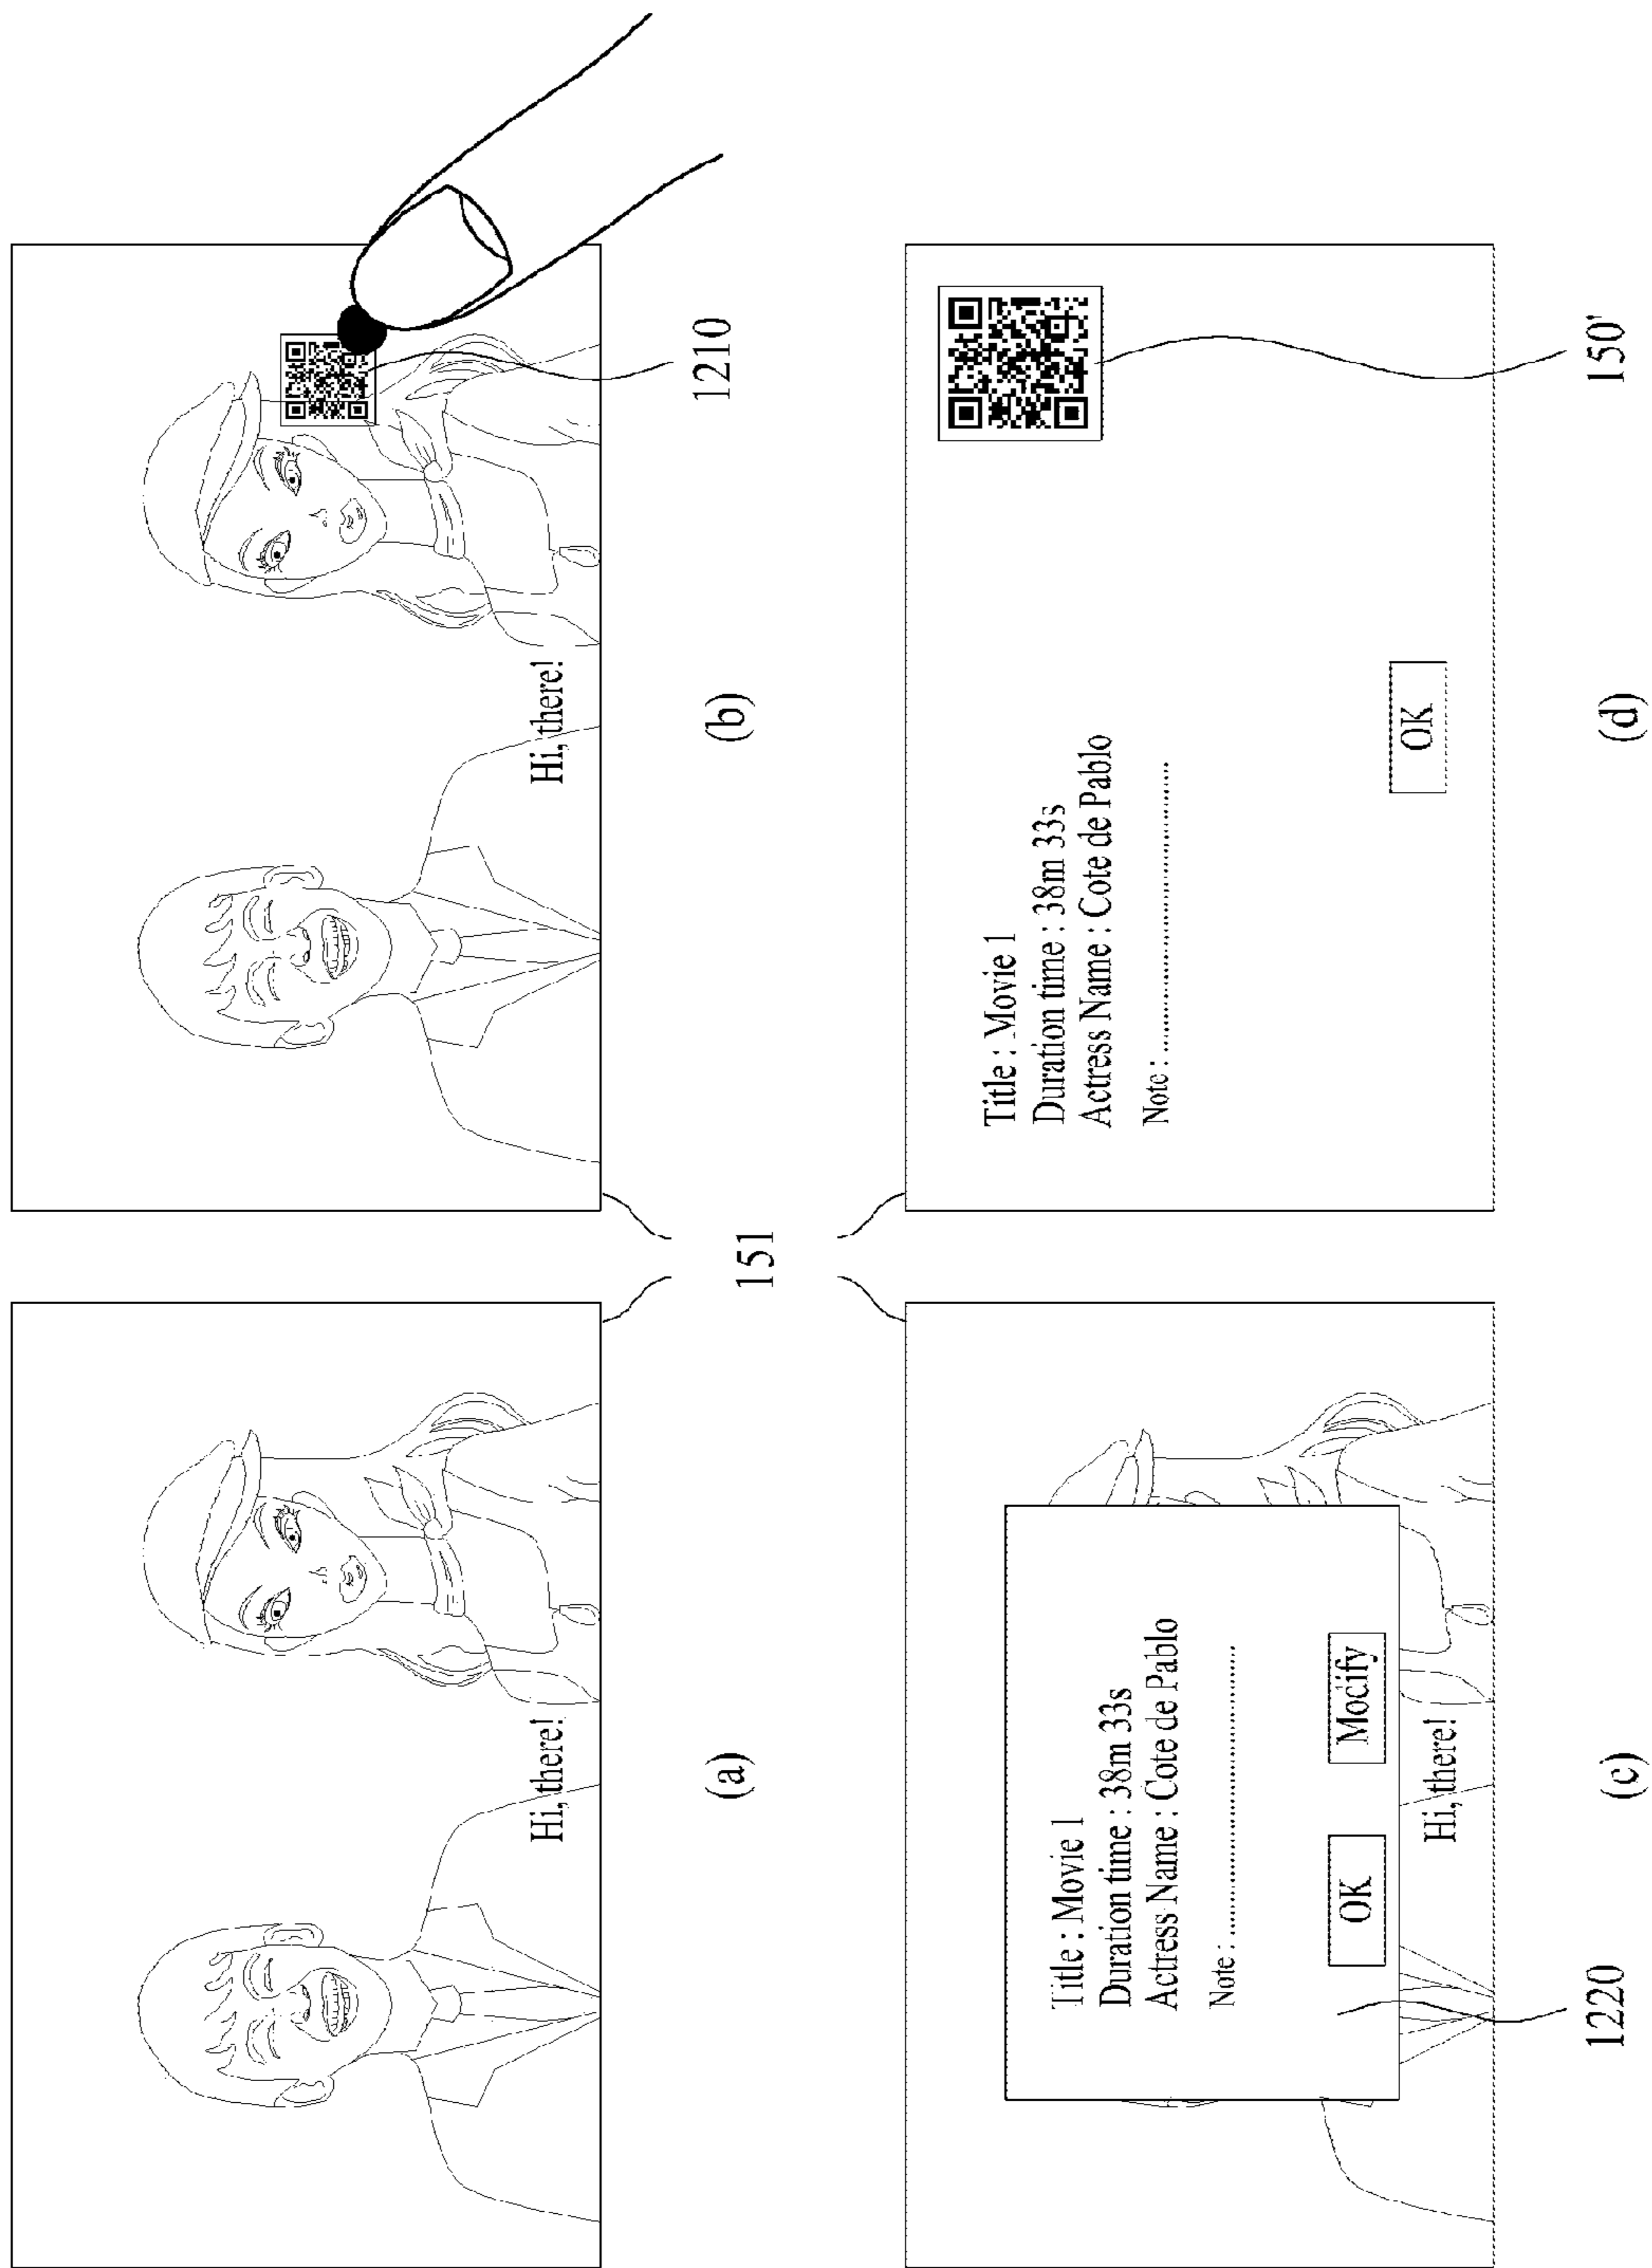 Hi, there!
Hi, there!
1210
(a)
(b)
151
Title : Movie 1
Duration time : 38m 33s
Actress Name : Cote de Pablo
Note : ........................................
OK
Mocify
Hi, there!
1220
(c)
Title : Movie 1
Duration time : 38m 33s
Actress Name : Cote de Pablo
Note : ........................................
OK
150'
(d)